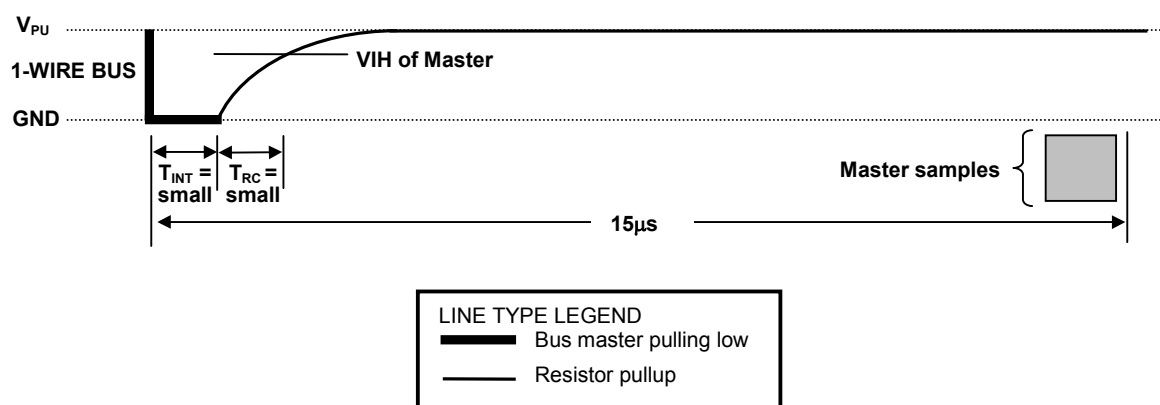 VPU
1-WIRE BUS
VIH of Master
GND
TINT =
small
TRC =
small
Master samples
15μs
LINE TYPE LEGEND
Bus master pulling low
Resistor pullup